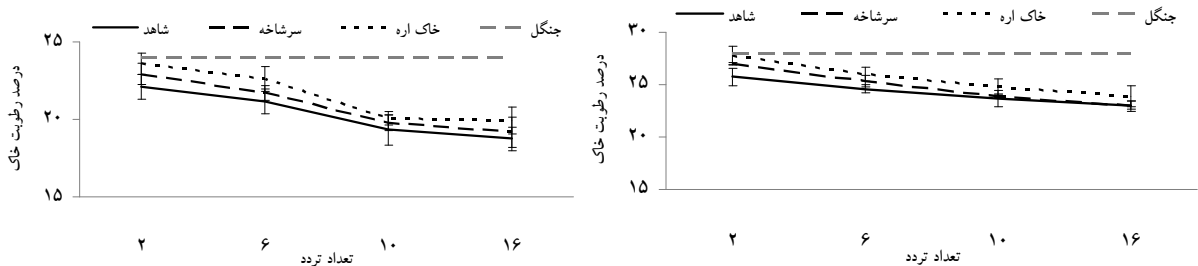 شاهد سرشاخه خاک اره جنگل
درصد رطوبت خاک
۲۵
۲۰
۱۵
۲ ۶ ۱۰ ۱۶
تعداد تردد
شاهد سرشاخه خاک اره جنگل
درصد رطوبت خاک
۳۰
۲۵
۲۰
۱۵
۲ ۶ ۱۰ ۱۶
تعداد تردد